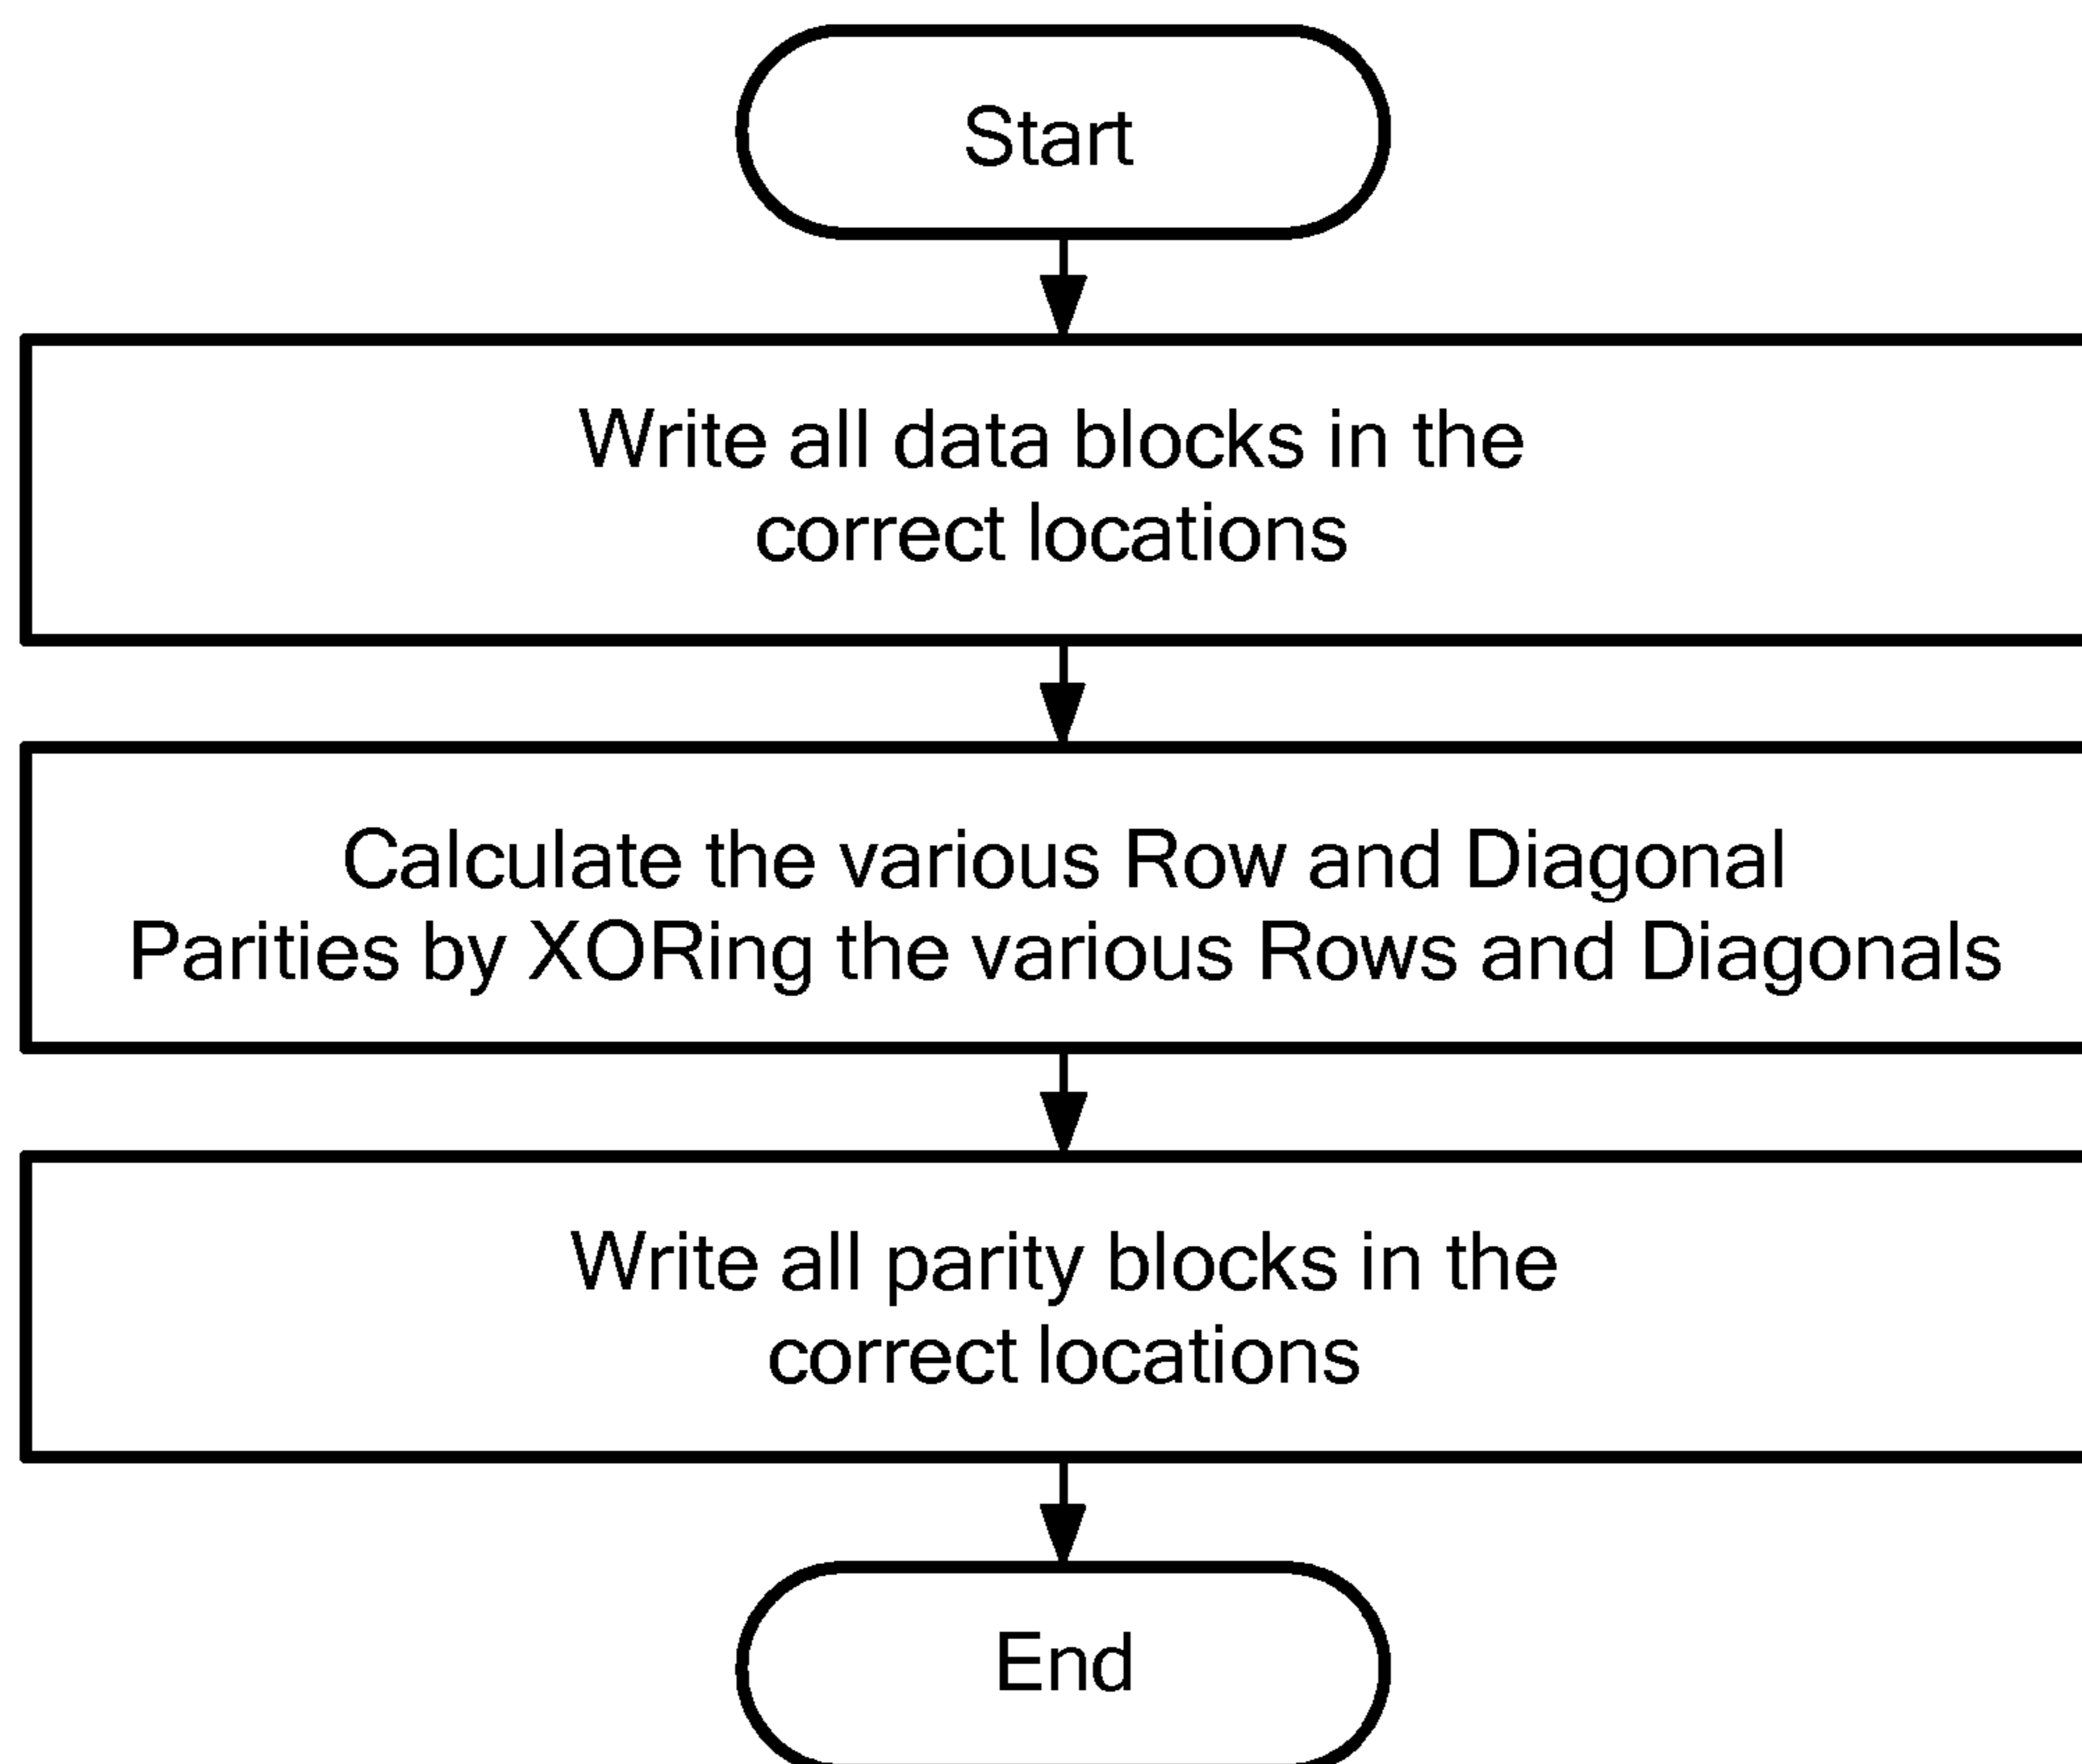 Start
Write all data blocks in the
correct locations
Calculate the various Row and Diagonal
Parities by XORing the various Rows and Diagonals
Write all parity blocks in the
correct locations
End